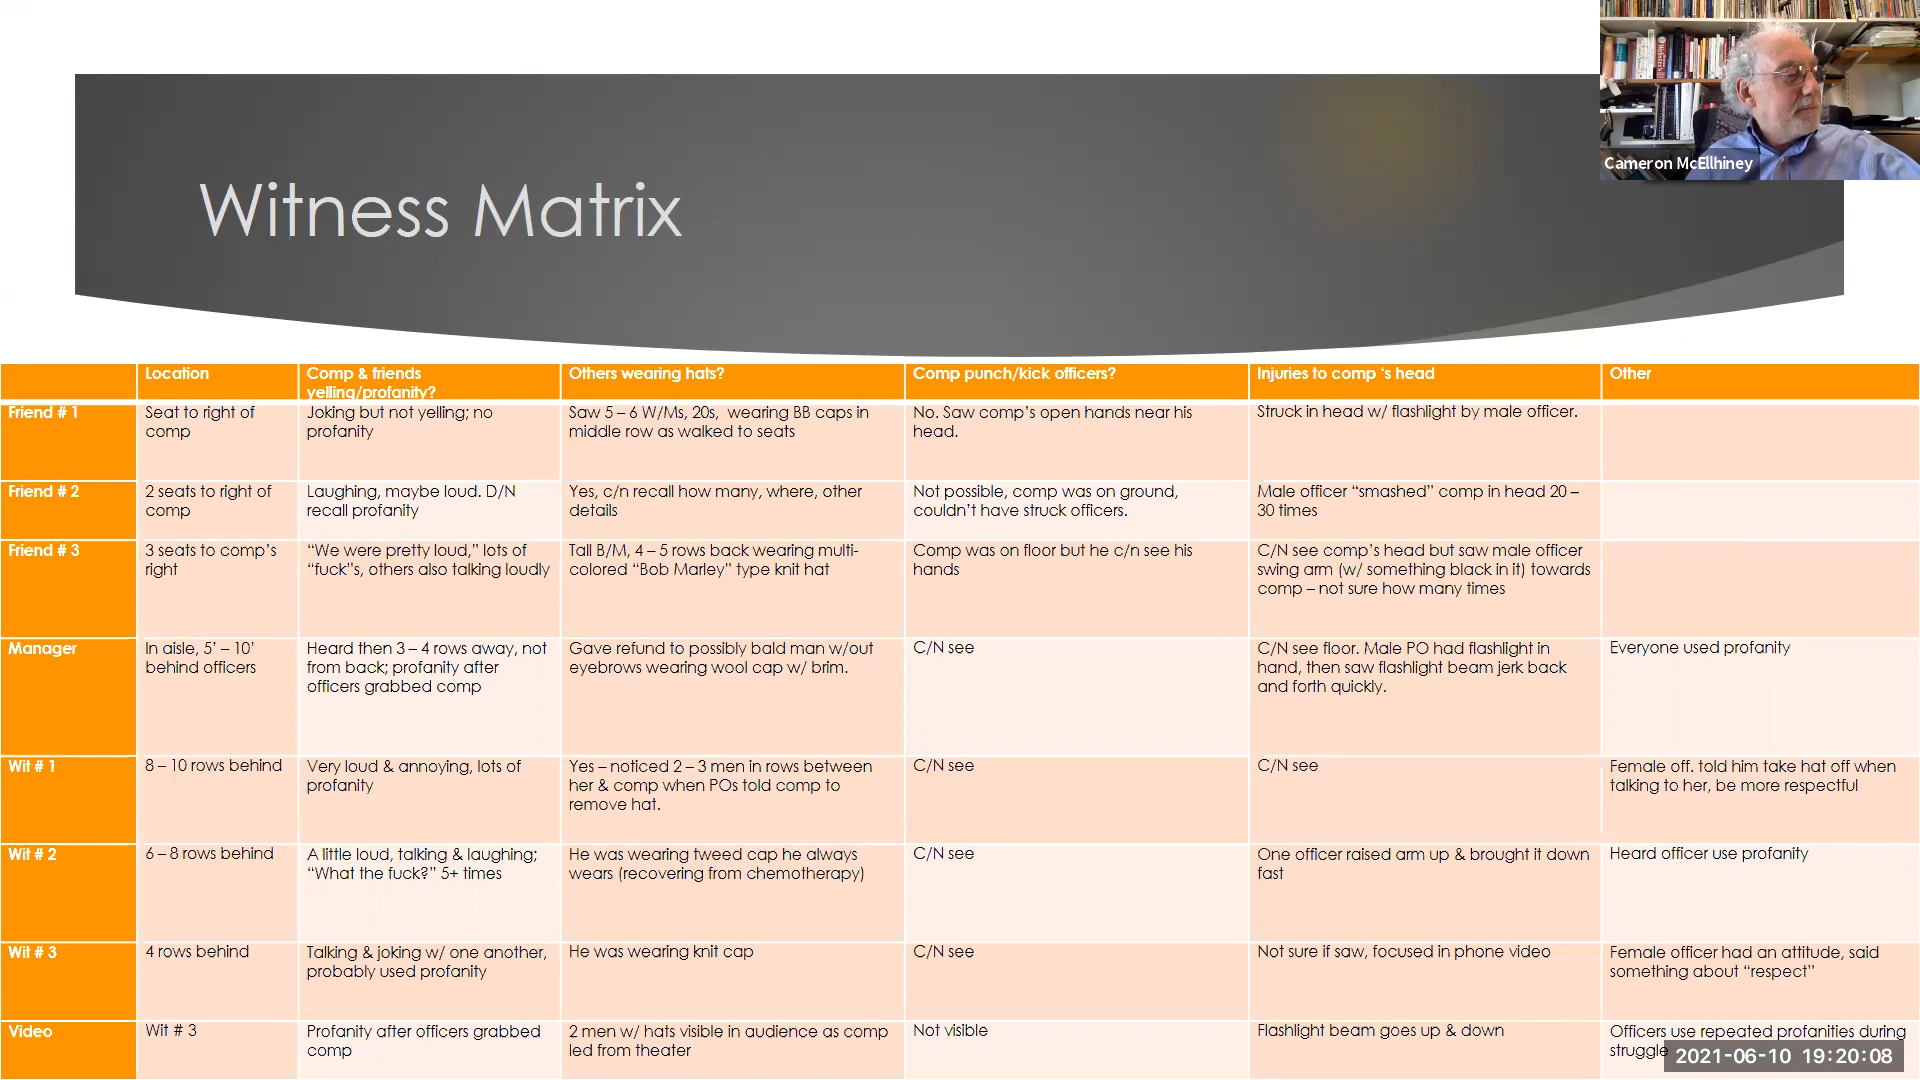 Cameron McEllhiney
Witness Matrix
Location
Comp & friends
yelling/profanity?
Others wearing hats?
Comp punch/kick officers?
Injuries to comp ‘s head
Other
Friend # 1
Seat to right of
comp
Joking but not yelling; no
profanity
Saw 5 – 6 W/Ms, 20s, wearing BB caps in
middle row as walked to seats
No. Saw comp’s open hands near his
head.
Struck in head w/ flashlight by male officer.
Friend # 2
2 seats to right of
comp
Laughing, maybe loud. D/N
recall profanity
Yes, c/n recall how many, where, other
details
Not possible, comp was on ground,
couldn’t have struck officers.
Male officer “smashed” comp in head 20 –
30 times
Friend # 3
3 seats to comp’s
right
“We were pretty loud,” lots of
“fuck”s, others also talking loudly
Tall B/M, 4 – 5 rows back wearing multi-
colored “Bob Marley” type knit hat
Comp was on floor but he c/n see his
hands
C/N see comp’s head but saw male officer
swing arm (w/ something black in it) towards
comp – not sure how many times
Manager
In aisle, 5’ – 10’
behind officers
Heard then 3 – 4 rows away, not
from back; profanity after
officers grabbed comp
Gave refund to possibly bald man w/out
eyebrows wearing wool cap w/ brim.
C/N see
C/N see floor. Male PO had flashlight in
hand, then saw flashlight beam jerk back
and forth quickly.
Everyone used profanity
Wit # 1
8 – 10 rows behind
Very loud & annoying, lots of
profanity
Yes – noticed 2 – 3 men in rows between
her & comp when POs told comp to
remove hat.
C/N see
C/N see
Female off. told him take hat off when
talking to her, be more respectful
Wit # 2
6 – 8 rows behind
A little loud, talking & laughing;
“What the fuck?” 5+ times
He was wearing tweed cap he always
wears (recovering from chemotherapy)
C/N see
One officer raised arm up & brought it down
fast
Heard officer use profanity
Wit # 3
4 rows behind
Talking & joking w/ one another,
probably used profanity
He was wearing knit cap
C/N see
Not sure if saw, focused in phone video
Female officer had an attitude, said
something about “respect”
Video
Wit # 3
Profanity after officers grabbed
comp
2 men w/ hats visible in audience as comp
led from theater
Not visible
Flashlight beam goes up & down
Officers use repeated profanities during
struggle
2021-06-10 19:20:08